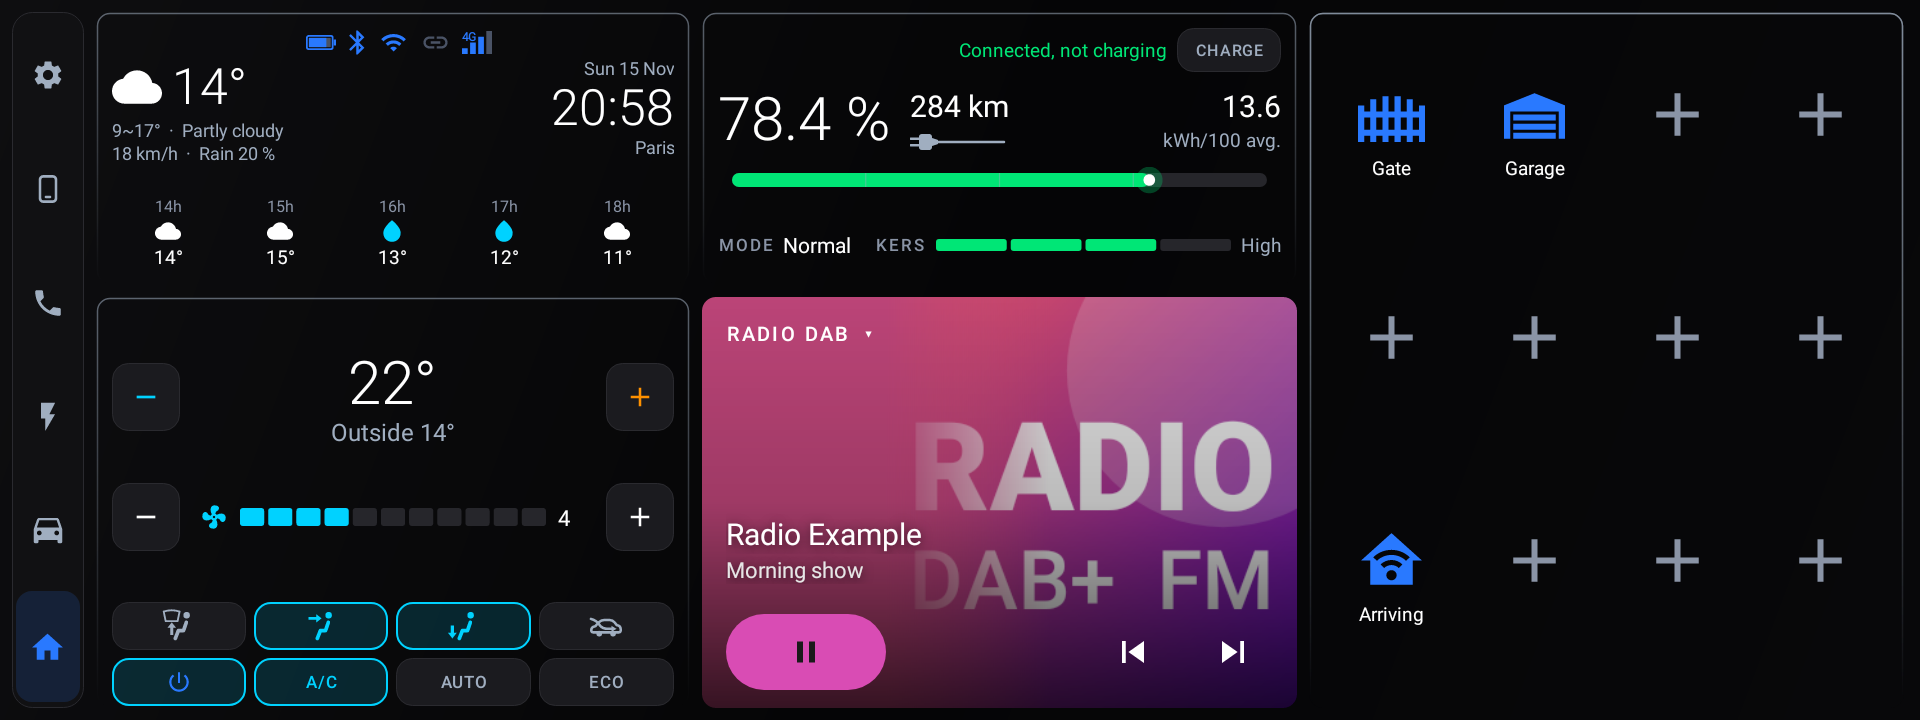 4G
14°
9~17° · Partly cloudy
18 km/h · Rain 20 %
Sun 15 Nov
20:58
Paris
14h 15h 16h 17h 18h
14° 15° 13° 12° 11°
Connected, not charging CHARGE
78.4 % 284 km 13.6
kWh/100 avg.
MODE Normal KERS High
22°
Outside 14°
4
A/C AUTO ECO
RADIO DAB
RADIO
DAB+ FM
Radio Example
Morning show
Gate Garage
Arriving